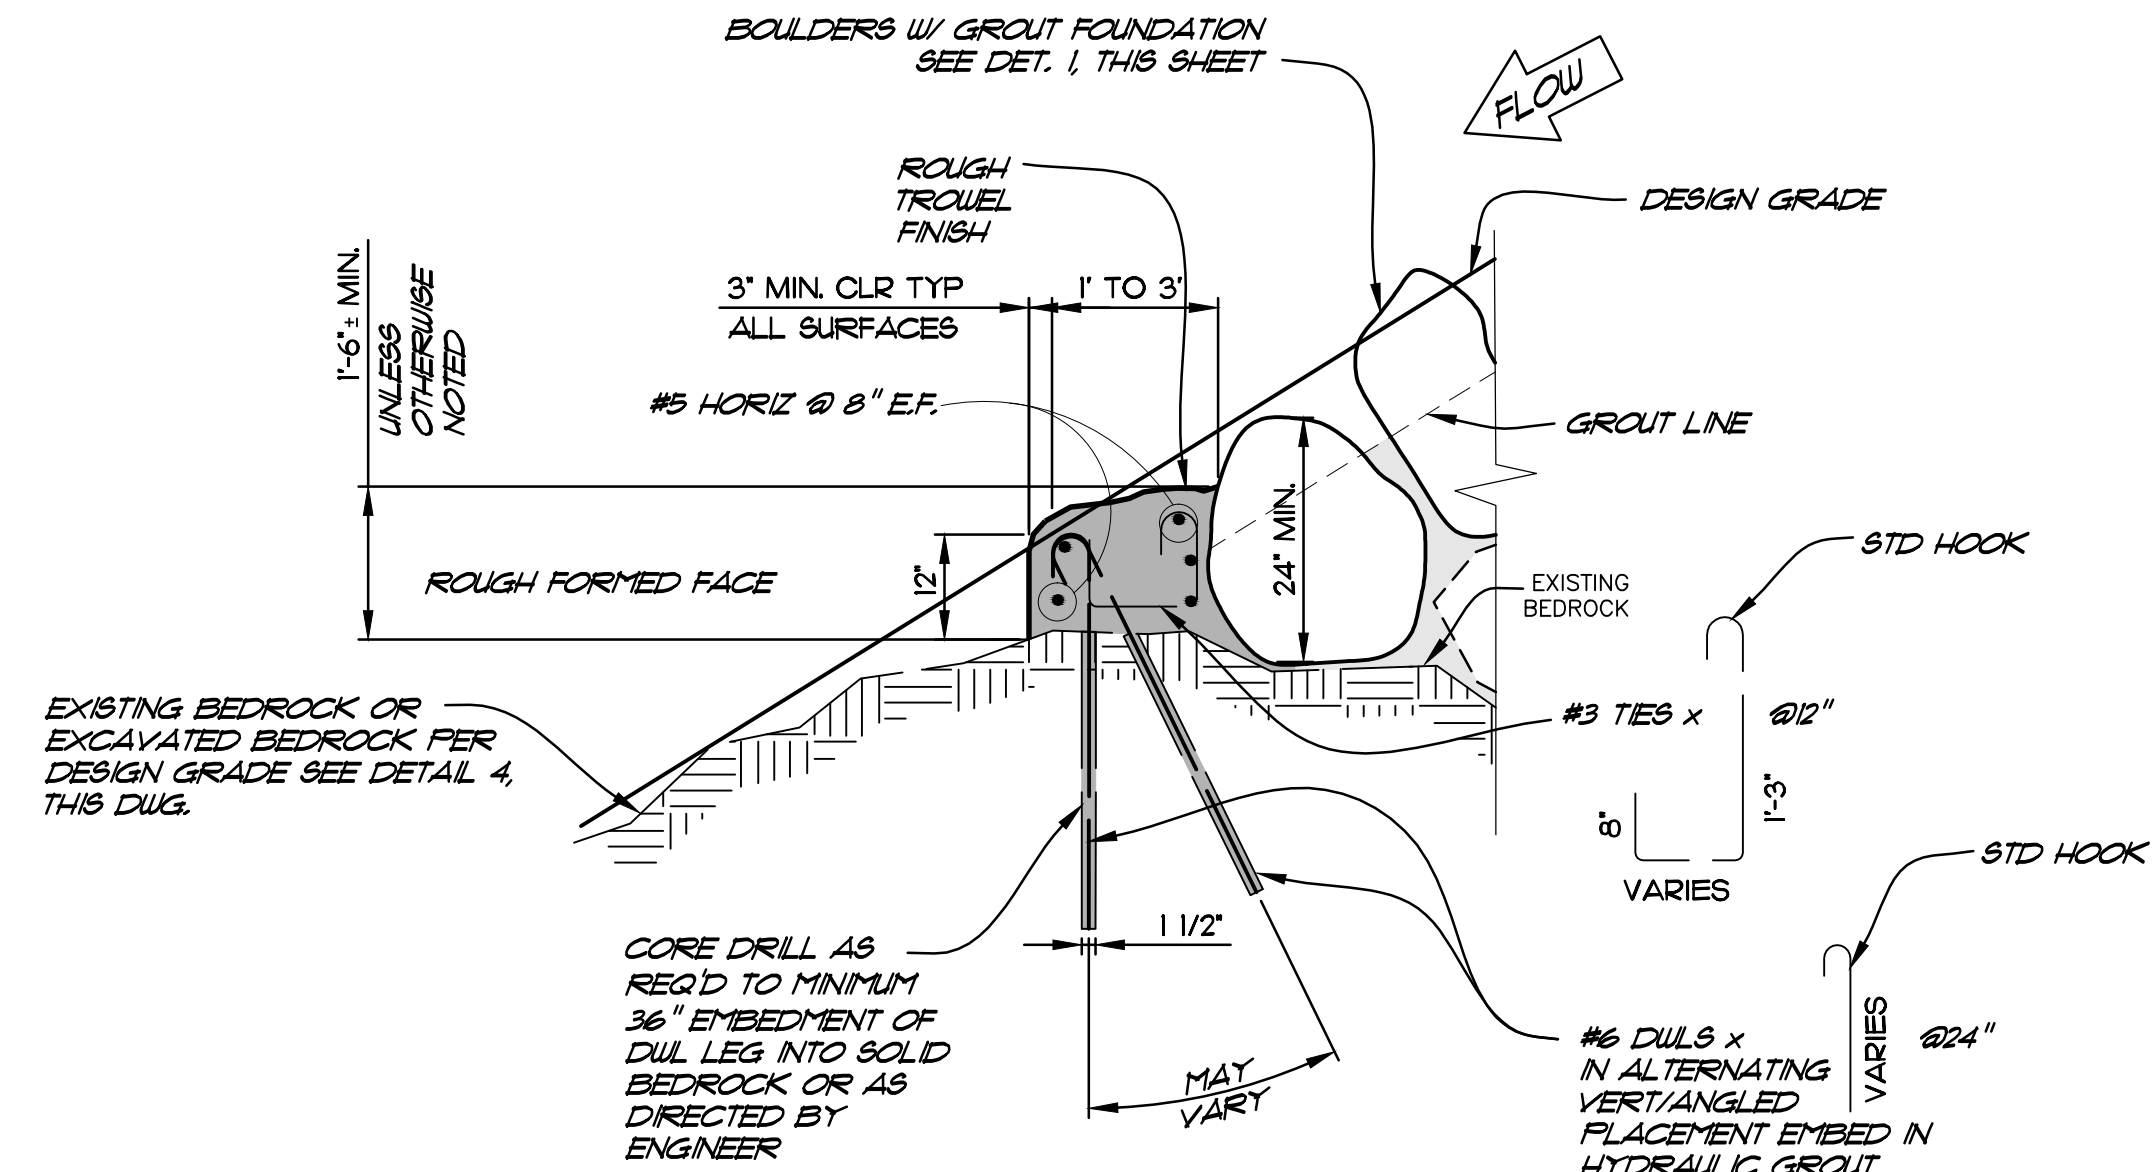 BOULDERS W/ GROUT FOUNDATION
SEE DET. 1, THIS SHEET
FLOW
ROUGH
TROWEL
FINISH
DESIGN GRADE
1'-6"± MIN.
UNLESS
OTHERWISE
NOTED
3" MIN. CLR TYP
ALL SURFACES
1' TO 3'
#5 HORIZ @ 8" E.F.
GROUT LINE
24" MIN.
STD HOOK
ROUGH FORMED FACE
12"
EXISTING
BEDROCK
EXISTING BEDROCK OR
EXCAVATED BEDROCK PER
DESIGN GRADE SEE DETAIL 4,
THIS DWG.
#3 TIES x @12"
8"
1'-3"
VARIES
STD HOOK
1 1/2"
CORE DRILL AS
REQ'D TO MINIMUM
36" EMBEDMENT OF
DWL LEG INTO SOLID
BEDROCK OR AS
DIRECTED BY
ENGINEER
MAY
VARY
#6 DWLS x @24"
VARIES
IN ALTERNATING
VERT/ANGLED
PLACEMENT EMBED IN
HYDRAULIC GROUT